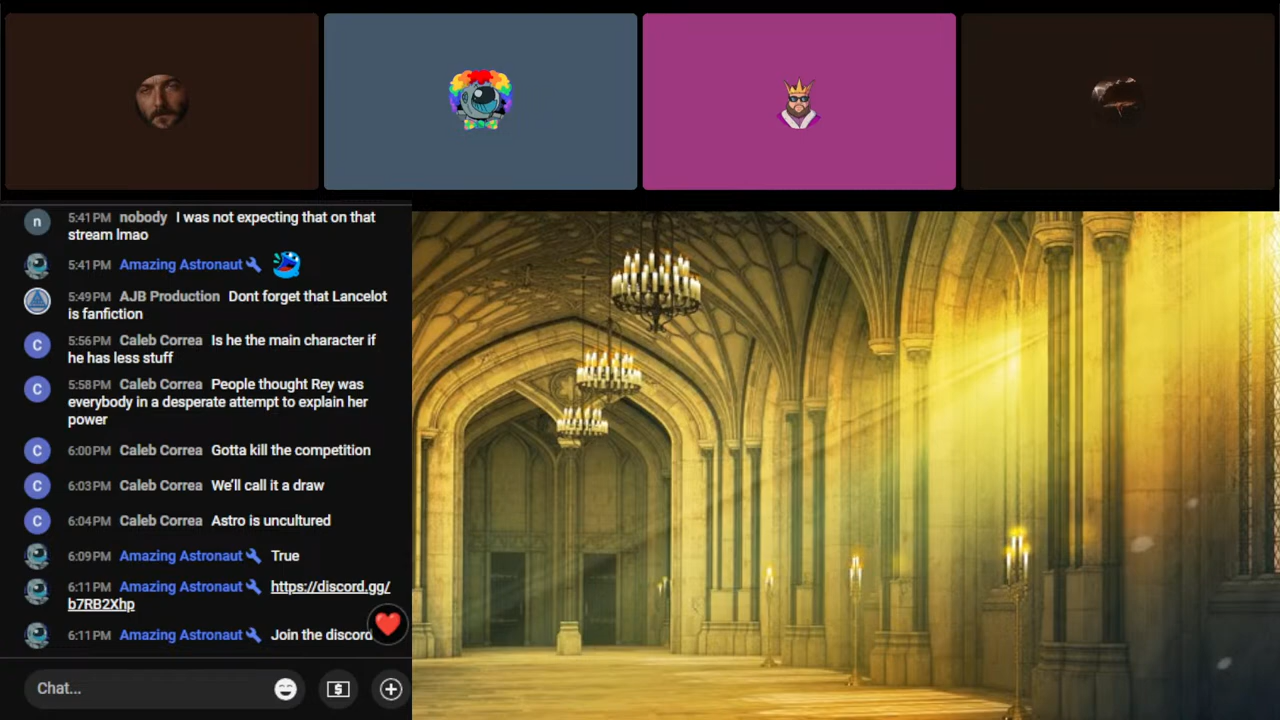 n
5:41 PM nobody I was not expecting that on that
stream lmao
5:41 PM Amazing Astronaut
5:49 PM AJB Production Dont forget that Lancelot
is fanfiction
C
5:56 PM Caleb Correa Is he the main character if
he has less stuff
C
5:58 PM Caleb Correa People thought Rey was
everybody in a desperate attempt to explain her
power
C
6:00 PM Caleb Correa Gotta kill the competition
C
6:03 PM Caleb Correa We'll call it a draw
C
6:04 PM Caleb Correa Astro is uncultured
6:09 PM Amazing Astronaut True
6:11 PM Amazing Astronaut https://discord.gg/
b7RB2Xhp
6:11 PM Amazing Astronaut Join the discord
Chat...
$